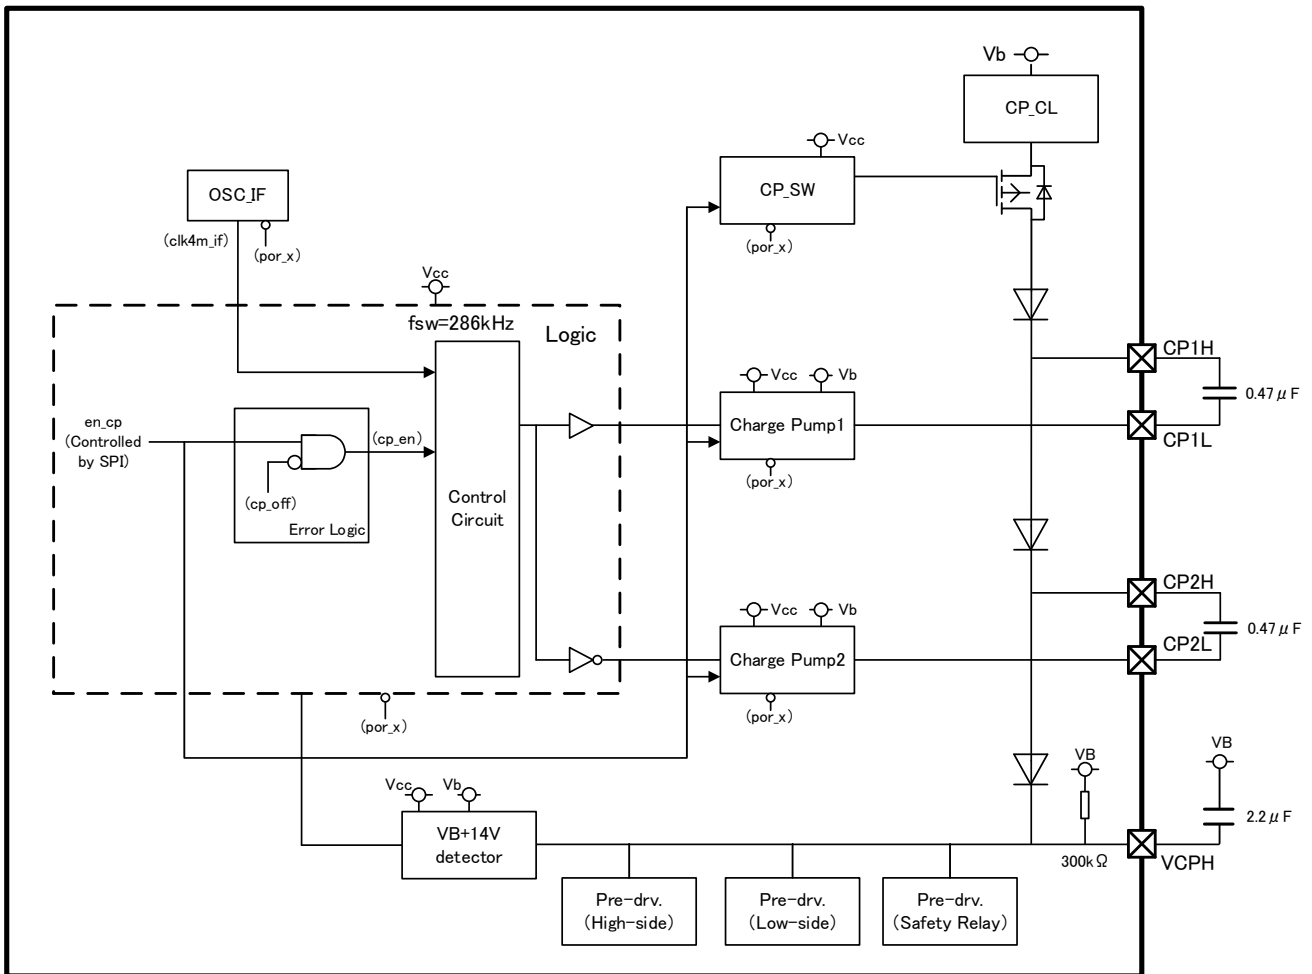 Vb
CP_CL
Vcc
OSC_IF
CP_SW
(clk4m_if)
(por_x)
(por_x)
Vcc
fsw=286kHz
Logic
CP1H
Vcc
Vb
0.47μF
en_cp
(Controlled
by SPI)
(cp_en)
Charge Pump1
CP1L
(cp_off)
Error Logic
Control
Circuit
(por_x)
CP2H
Vcc
Vb
0.47μF
Charge Pump2
CP2L
(por_x)
(por_x)
VB
VB
Vcc
Vb
VB+14V
detector
2.2μF
300kΩ
VCPH
Pre-drv.
(High-side)
Pre-drv.
(Low-side)
Pre-drv.
(Safety Relay)